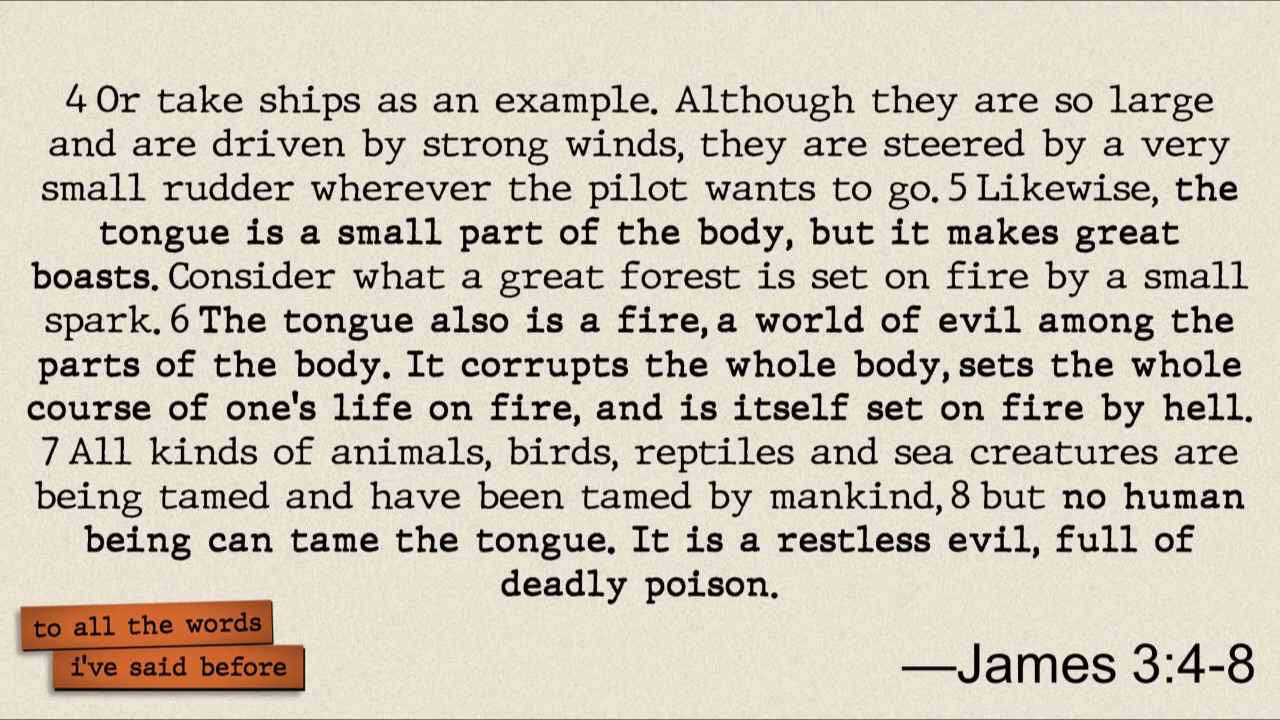 4 Or take ships as an example. Although they are so large
and are driven by strong winds, they are steered by a very
small rudder wherever the pilot wants to go. 5 Likewise, the
tongue is a small part of the body, but it makes great
boasts. Consider what a great forest is set on fire by a small
spark. 6 The tongue also is a fire, a world of evil among the
parts of the body. It corrupts the whole body, sets the whole
course of one's life on fire, and is itself set on fire by hell.
7 All kinds of animals, birds, reptiles and sea creatures are
being tamed and have been tamed by mankind, 8 but no human
being can tame the tongue. It is a restless evil, full of
deadly poison.
to all the words
i've said before
—James 3:4-8